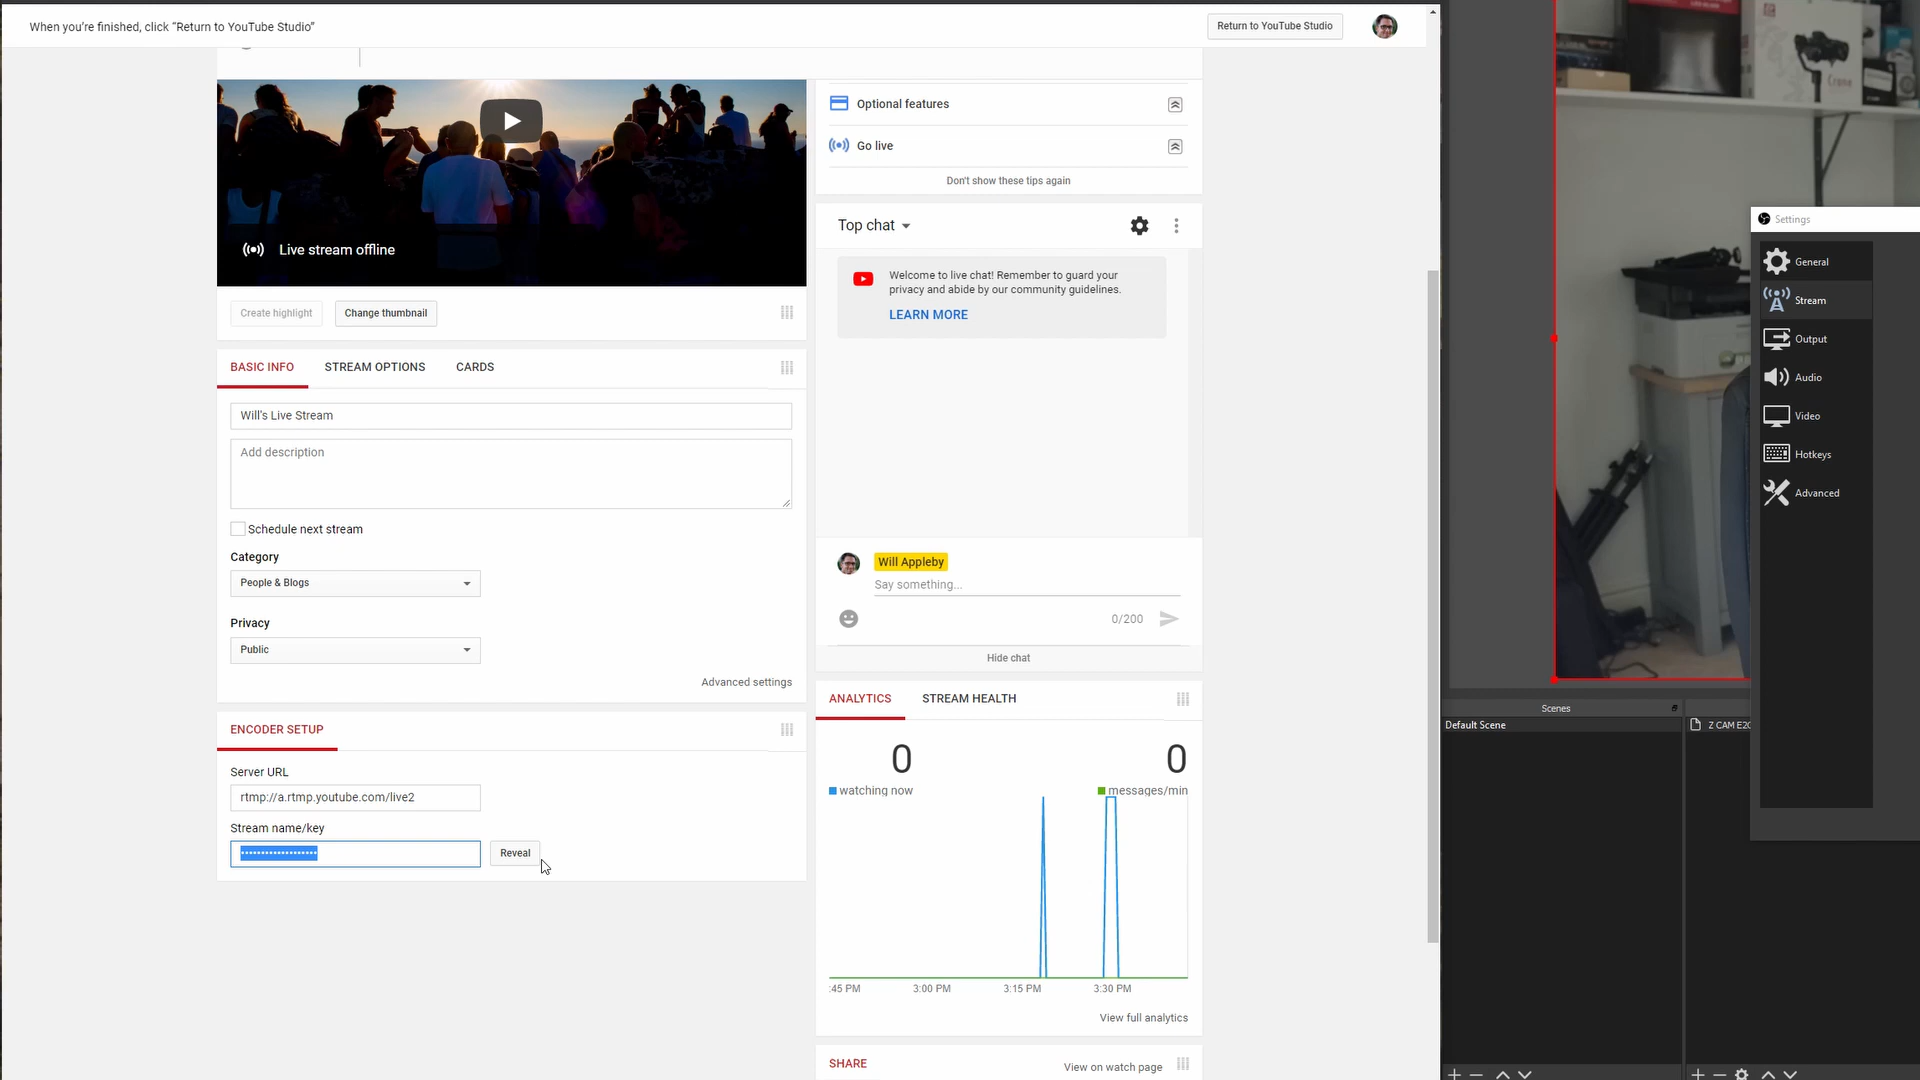 When you're finished, click “Return to YouTube Studio”
Return to YouTube Studio
Live stream offline
Create highlight
Change thumbnail
BASIC INFO
STREAM OPTIONS
CARDS
Will's Live Stream
Add description
Schedule next stream
Category
People & Blogs
Privacy
Public
Advanced settings
ENCODER SETUP
Server URL
rtmp://a.rtmp.youtube.com/live2
Stream name/key
Reveal
Optional features
Go live
Don't show these tips again
Top chat
Welcome to live chat! Remember to guard your
privacy and abide by our community guidelines.
LEARN MORE
Will Appleby
Say something...
0/200
Hide chat
ANALYTICS
STREAM HEALTH
0
0
watching now
messages/min
:45 PM
3:00 PM
3:15 PM
3:30 PM
View full analytics
SHARE
View on watch page
Crane
Settings
General
Stream
Output
Audio
Video
Hotkeys
Advanced
Scenes
Default Scene
Z CAM E2C